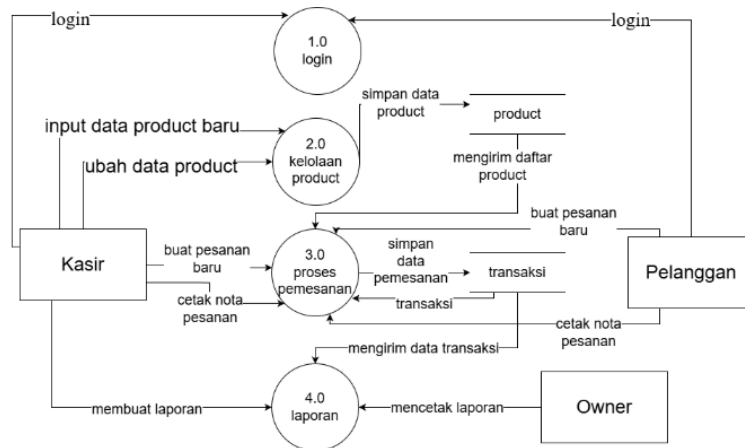 login
login
1.0
login
simpan data
product
product
input data product baru
2.0
kelolaan
product
ubah data product
mengirim daftar
product
buat pesanan
baru
Kasir
buat pesanan
baru
3.0
proses
pemesanan
simpan
data
pemesanan
transaksi
Pelanggan
cetak nota
pesanan
transaksi
cetak nota
pesanan
mengirim data transaksi
4.0
laporan
membuat laporan
mencetak laporan
Owner